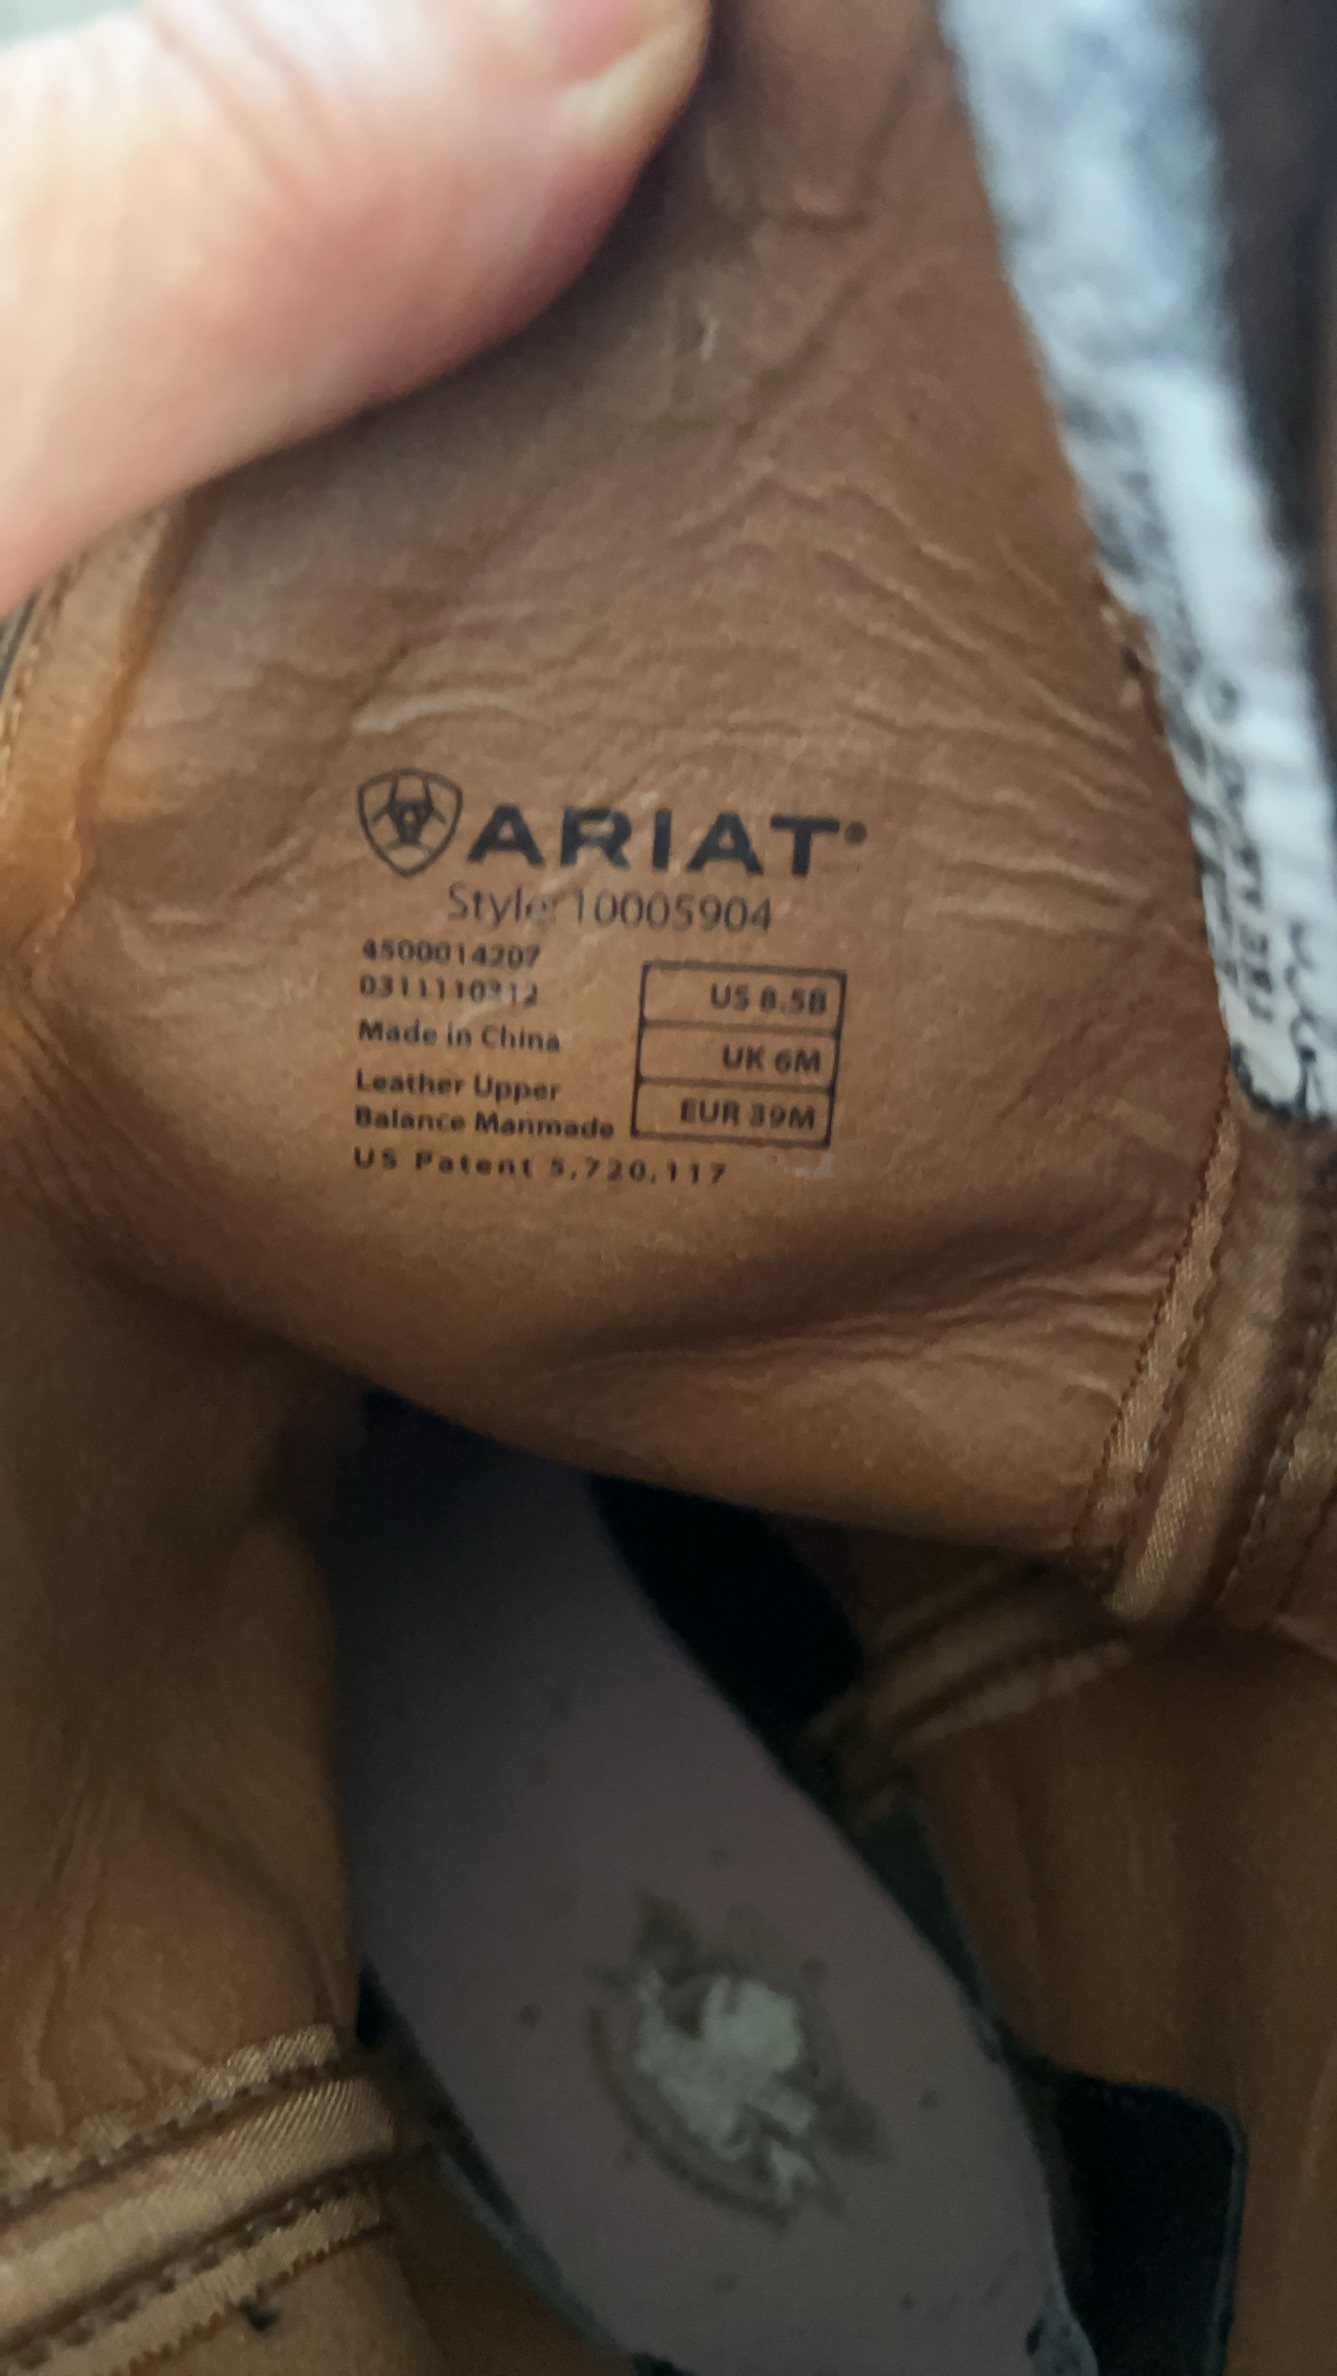 ARIAT®
Style: 10005904
4500014207
D311110312
Made in China
Leather Upper
Balance Manmade
US Patent 5,720,117
US 8.5B
UK 6M
EUR 39M